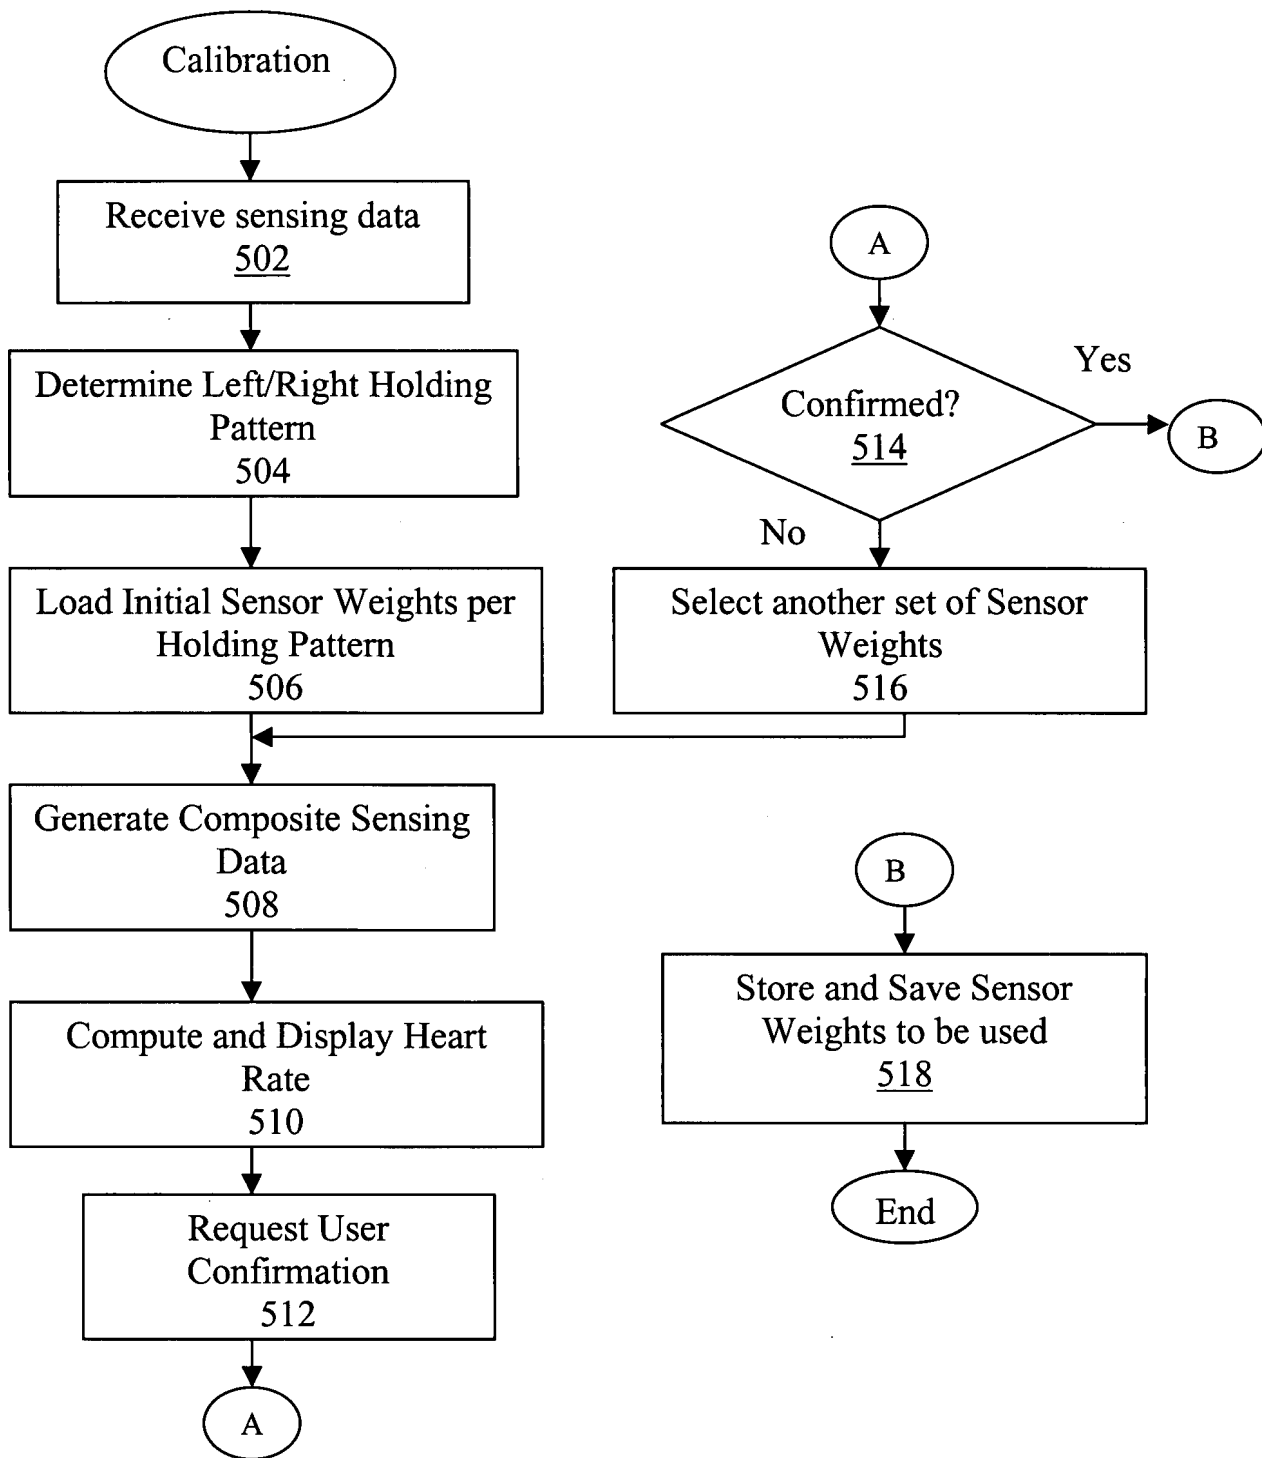 Calibration
Receive sensing data
502
Determine Left/Right Holding
Pattern
504
Load Initial Sensor Weights per
Holding Pattern
506
Generate Composite Sensing
Data
508
Compute and Display Heart
Rate
510
Request User
Confirmation
512
A
A
Confirmed?
514
Yes
B
No
Select another set of Sensor
Weights
516
B
Store and Save Sensor
Weights to be used
518
End